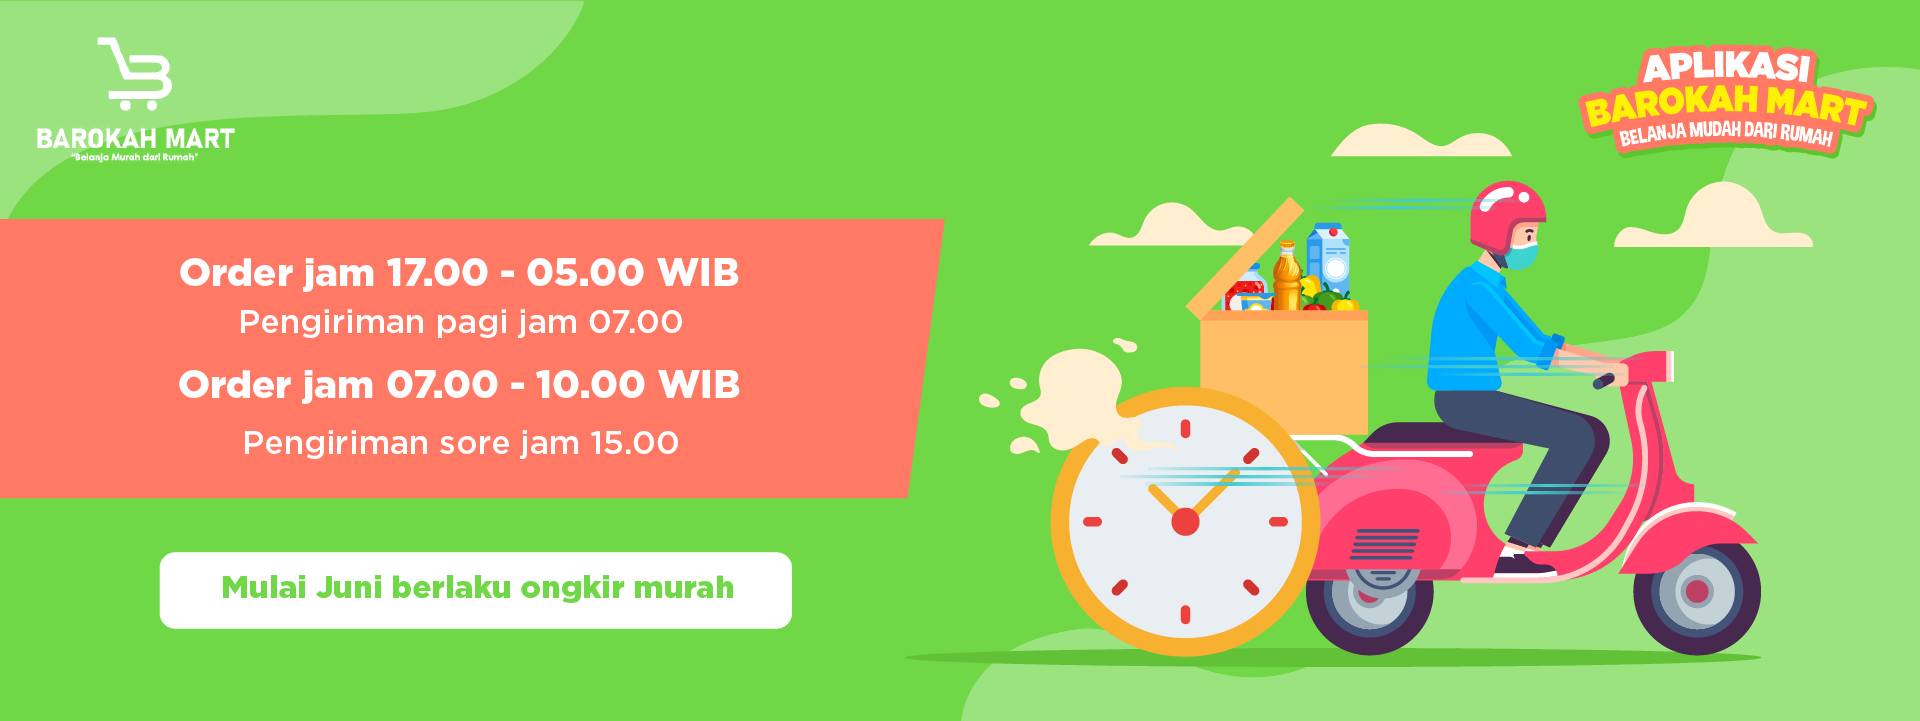 BAROKAH MART
"Belanja Murah dari Rumah"
APLIKASI
BAROKAH MART
BELANJA MUDAH DARI RUMAH
Order jam 17.00 - 05.00 WIB
Pengiriman pagi jam 07.00
Order jam 07.00 - 10.00 WIB
Pengiriman sore jam 15.00
Mulai Juni berlaku ongkir murah